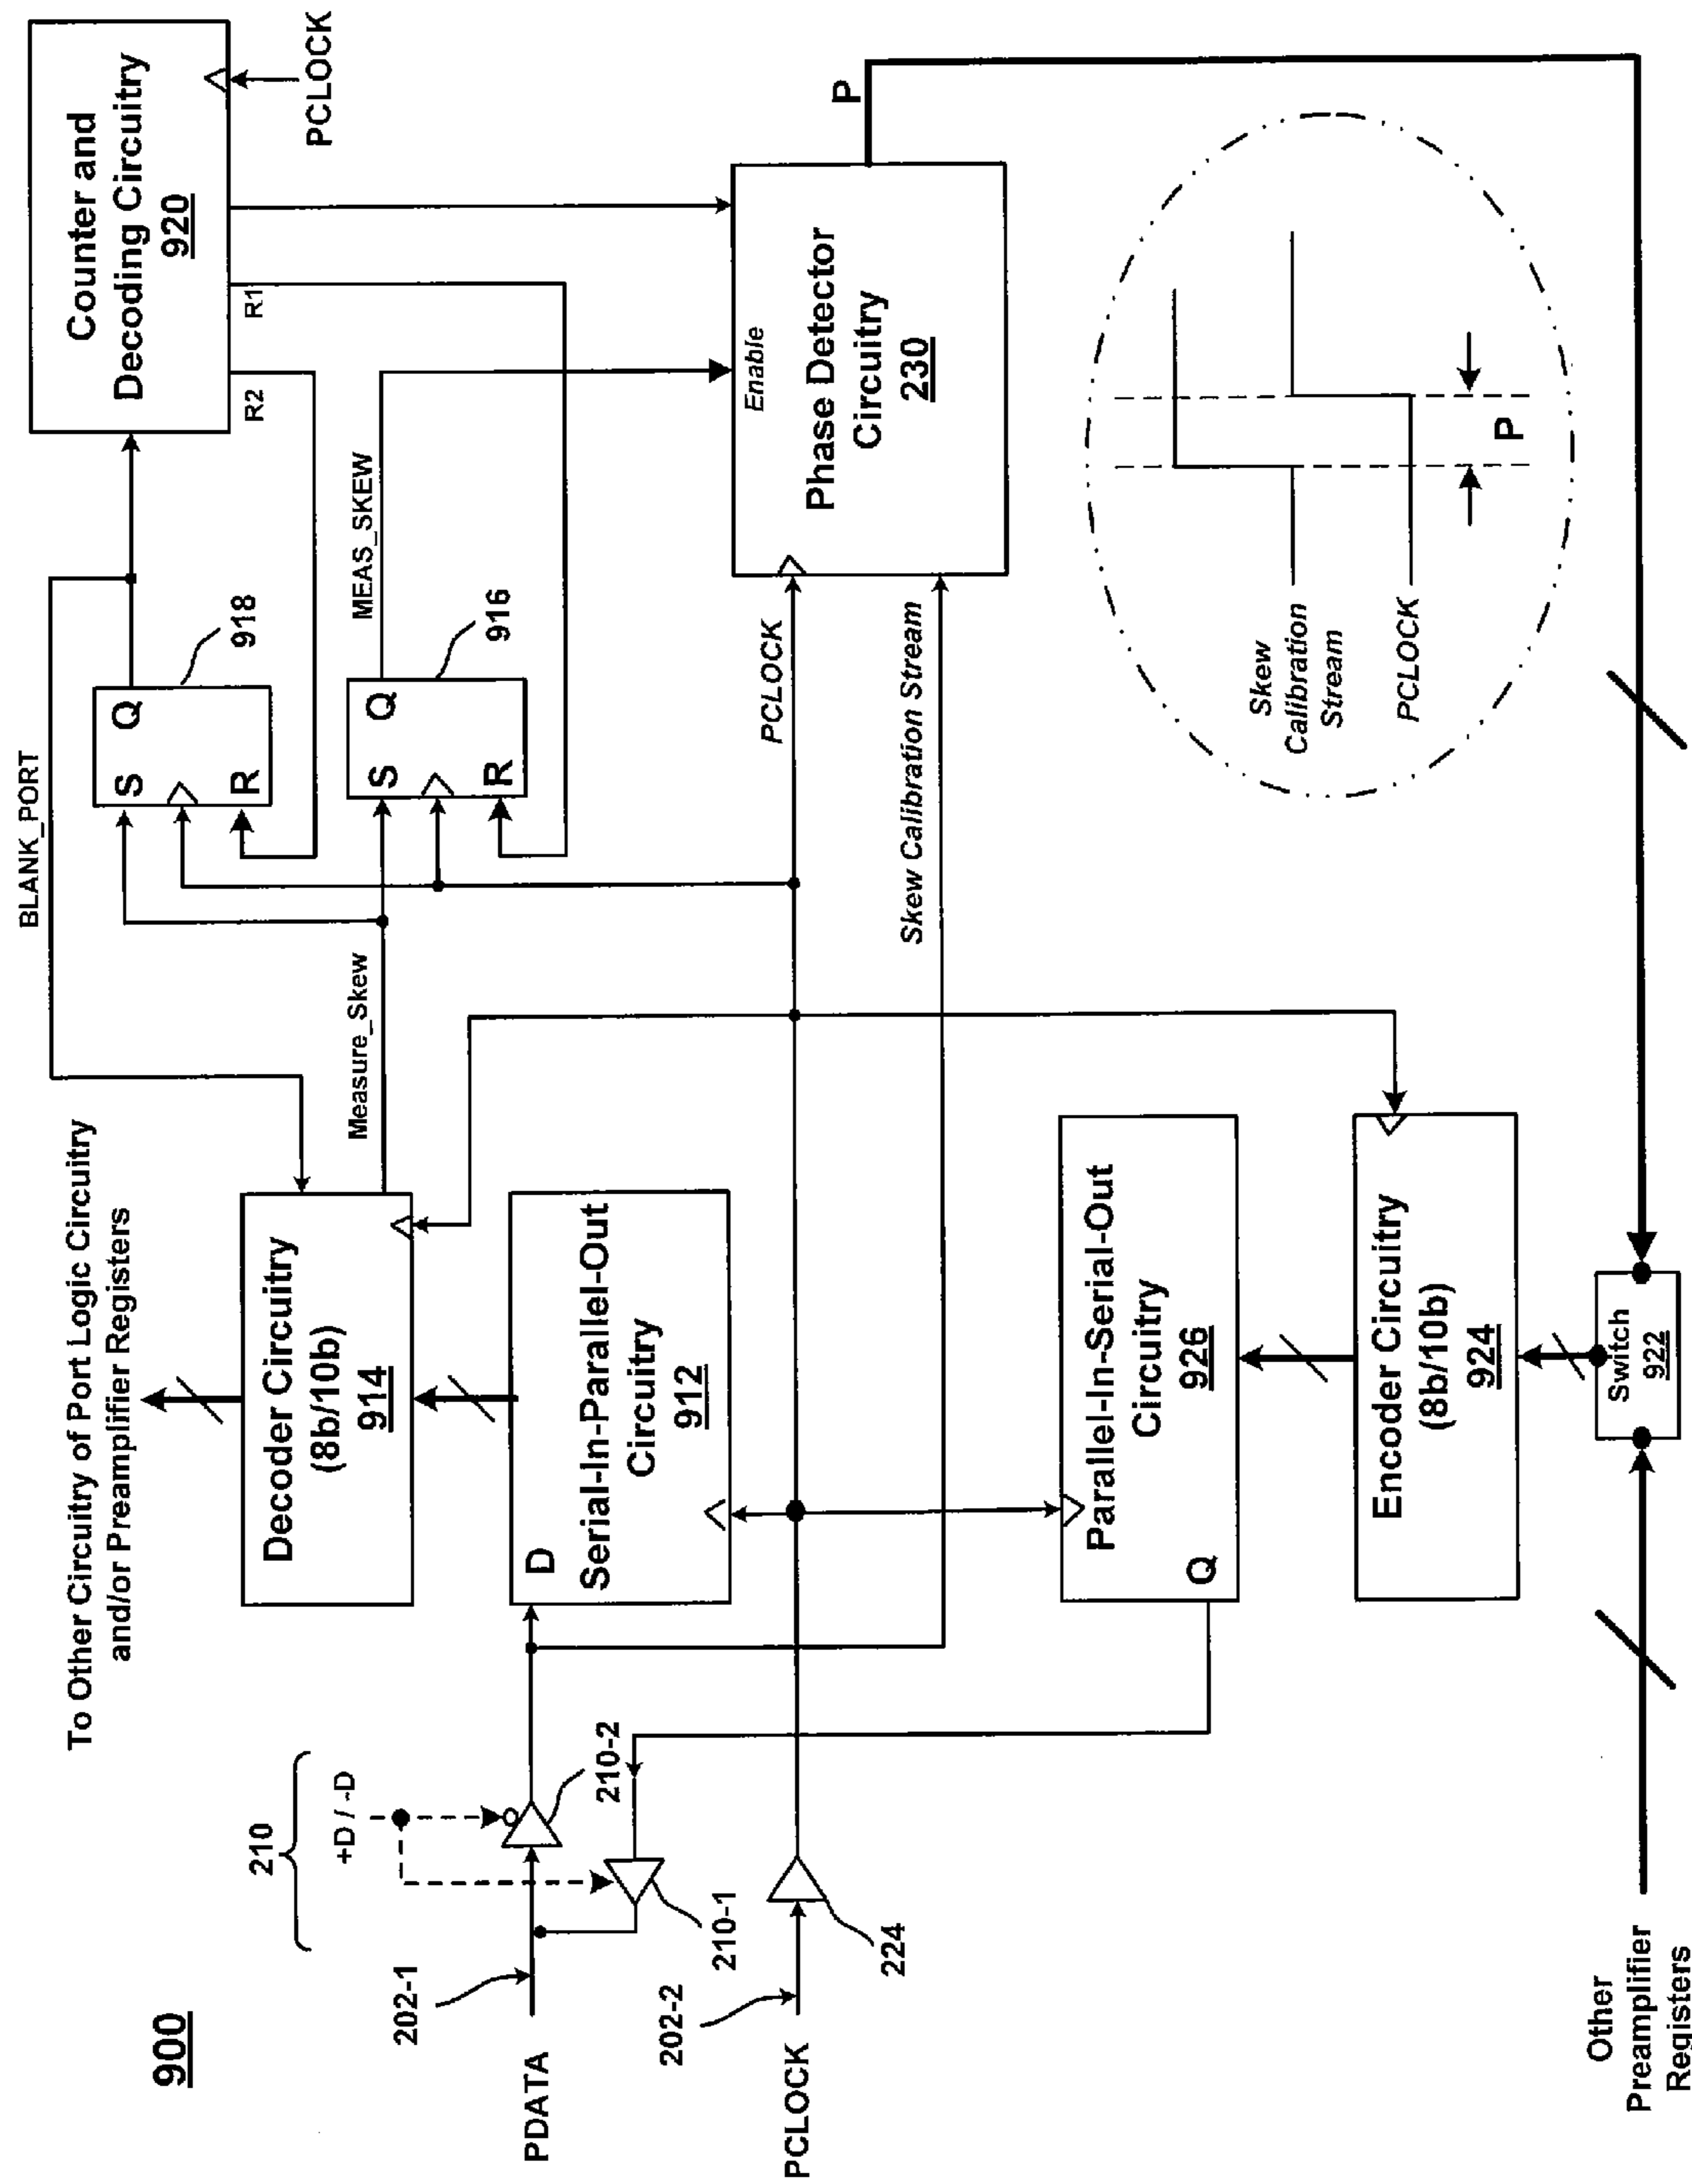 900
To Other Circuitry of Port Logic Circuitry
and/or Preamplifier Registers
BLANK_PORT
Counter and
Decoding Circuitry
920
R2
R1
PCLOCK
S
Q
R
918
Decoder Circuitry
(8b/10b)
914
Measure_Skew
S
Q
R
916
MEAS_SKEW
210
+D / -D
202-1
PDATA
210-2
210-1
D
Serial-In-Parallel-Out
Circuitry
912
Enable
Phase Detector
Circuitry
230
P
202-2
PCLOCK
224
PCLOCK
Skew Calibration Stream
Parallel-In-Serial-Out
Circuitry
926
Q
Skew
Calibration
Stream
PCLOCK
P
Encoder Circuitry
(8b/10b)
924
Switch
922
Other
Preamplifier
Registers